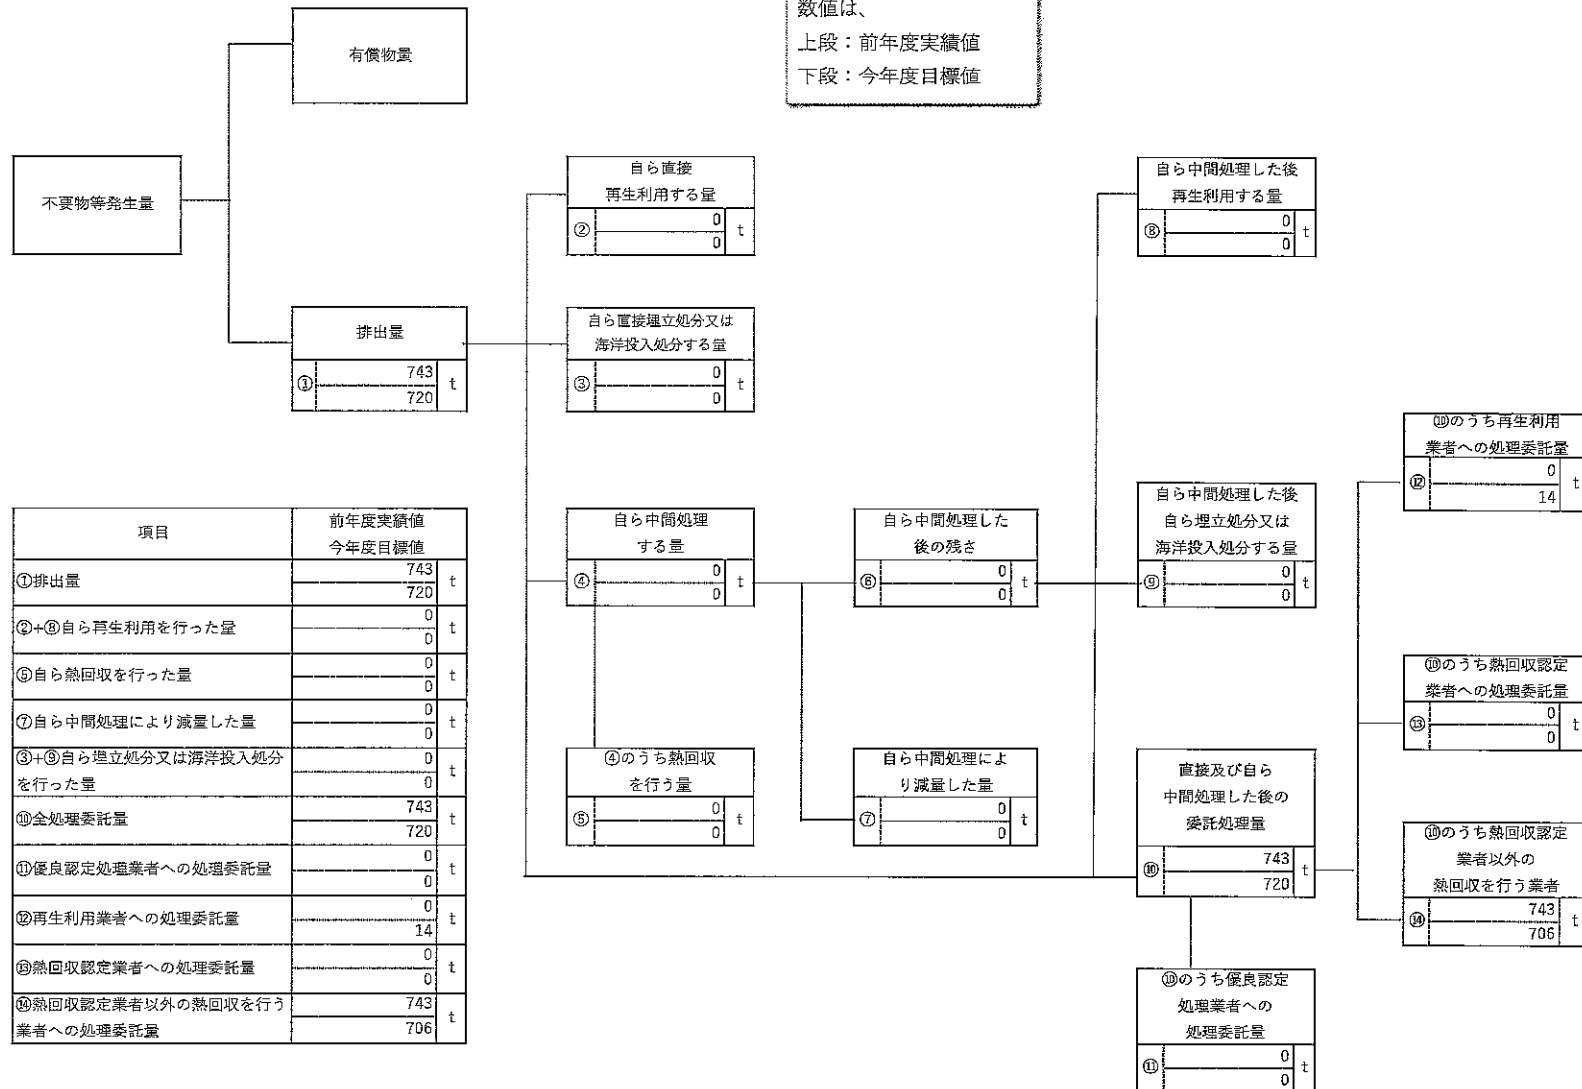 数値は、
上段：前年度実績値
下段：今年度目標値
有償物量
不要物等発生量
排出量
①
743
720
t
自ら直接
再生利用する量
②
0
0
t
自ら直接埋立処分又は
海洋投入処分する量
③
0
0
t
自ら中間処理
する量
④
0
0
t
④のうち熱回収
を行う量
⑤
0
0
t
自ら中間処理した
後の残さ
⑥
0
0
t
自ら中間処理によ
り減量した量
⑦
0
0
t
自ら中間処理した後
再生利用する量
⑧
0
0
t
自ら中間処理した後
自ら埋立処分又は
海洋投入処分する量
⑨
0
0
t
直接及び自ら
中間処理した後の
委託処理量
⑩
743
720
t
⑩のうち優良認定
処理業者への
処理委託量
⑪
0
0
t
⑩のうち再生利用
業者への処理委託量
⑫
0
14
t
⑩のうち熱回収認定
業者への処理委託量
⑬
0
0
t
⑩のうち熱回収認定
業者以外の
熱回収を行う業者
⑭
743
706
t
項目
前年度実績値
今年度目標値
①排出量
743
720
t
②+⑧自ら再生利用を行った量
0
0
t
⑤自ら熱回収を行った量
0
0
t
⑦自ら中間処理により減量した量
0
0
t
③+⑨自ら埋立処分又は海洋投入処分
を行った量
0
0
t
⑩全処理委託量
743
720
t
⑪優良認定処理業者への処理委託量
0
0
t
⑫再生利用業者への処理委託量
0
14
t
⑬熱回収認定業者への処理委託量
0
0
t
⑭熱回収認定業者以外の熱回収を行う
業者への処理委託量
743
706
t